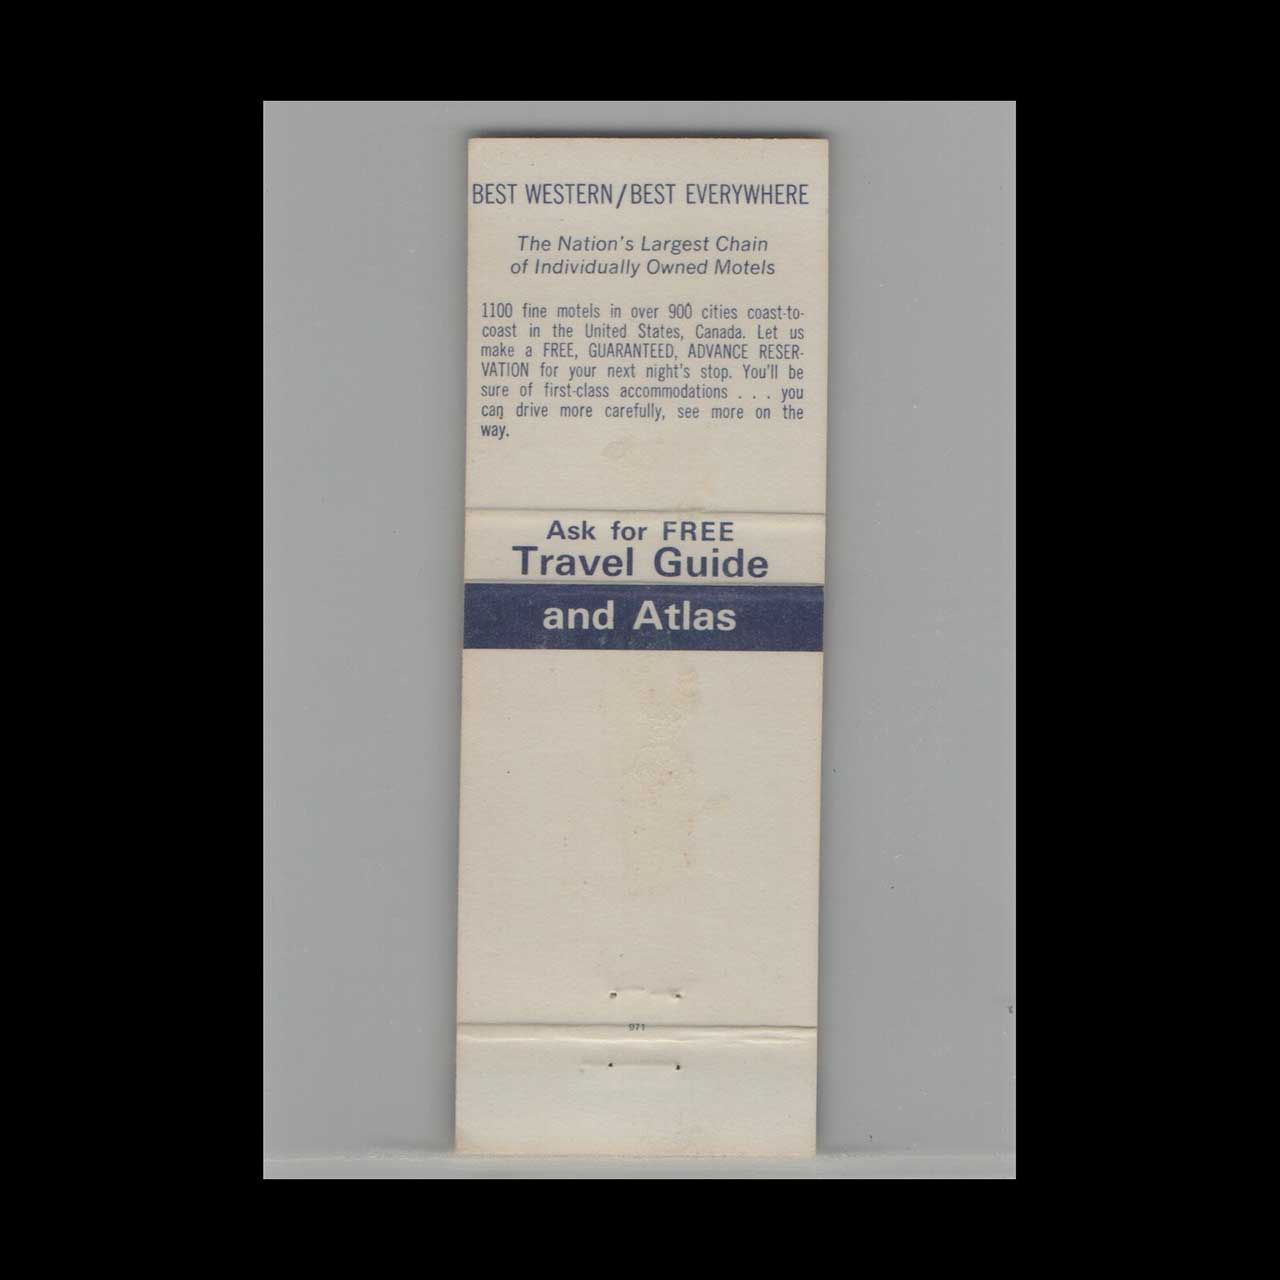 BEST WESTERN/BEST EVERYWHERE
The Nation's Largest Chain
of Individually Owned Motels
1100 fine motels in over 900 cities coast-to-
coast in the United States, Canada. Let us
make a FREE, GUARANTEED, ADVANCE RESER-
VATION for your next night's stop. You'll be
sure of first-class accommodations . . . you
can drive more carefully, see more on the
way.
Ask for FREE
Travel Guide
and Atlas
971